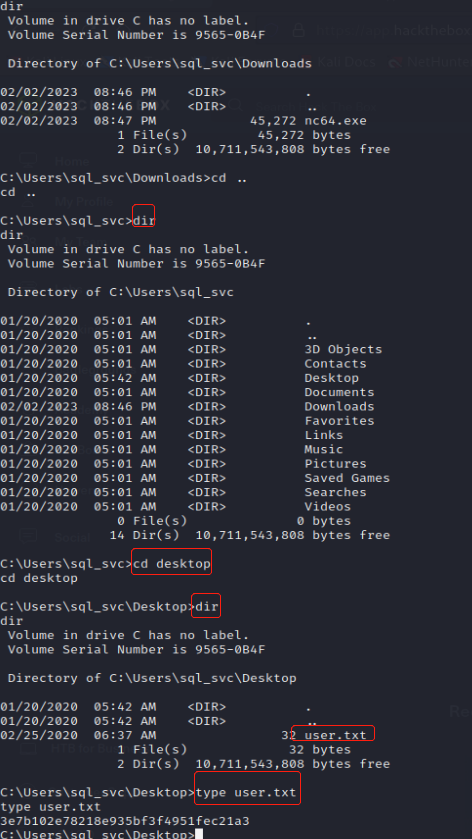 dir
 Volume in drive C has no label.
 Volume Serial Number is 9565-0B4F

 Directory of C:\Users\sql_svc\Downloads

02/02/2023  08:46 PM    <DIR>          .
02/02/2023  08:46 PM    <DIR>          ..
02/02/2023  08:47 PM            45,272 nc64.exe
               1 File(s)         45,272 bytes
               2 Dir(s)  10,711,543,808 bytes free

C:\Users\sql_svc\Downloads>cd ..
cd ..

C:\Users\sql_svc>dir
dir
 Volume in drive C has no label.
 Volume Serial Number is 9565-0B4F

 Directory of C:\Users\sql_svc

01/20/2020  05:01 AM    <DIR>          .
01/20/2020  05:01 AM    <DIR>          ..
01/20/2020  05:01 AM    <DIR>          3D Objects
01/20/2020  05:01 AM    <DIR>          Contacts
01/20/2020  05:42 AM    <DIR>          Desktop
01/20/2020  05:01 AM    <DIR>          Documents
02/02/2023  08:46 PM    <DIR>          Downloads
01/20/2020  05:01 AM    <DIR>          Favorites
01/20/2020  05:01 AM    <DIR>          Links
01/20/2020  05:01 AM    <DIR>          Music
01/20/2020  05:01 AM    <DIR>          Pictures
01/20/2020  05:01 AM    <DIR>          Saved Games
01/20/2020  05:01 AM    <DIR>          Searches
01/20/2020  05:01 AM    <DIR>          Videos
               0 File(s)              0 bytes
              14 Dir(s)  10,711,543,808 bytes free

C:\Users\sql_svc>cd desktop
cd desktop

C:\Users\sql_svc\Desktop>dir
dir
 Volume in drive C has no label.
 Volume Serial Number is 9565-0B4F

 Directory of C:\Users\sql_svc\Desktop

01/20/2020  05:42 AM    <DIR>          .
01/20/2020  05:42 AM    <DIR>          ..
02/25/2020  06:37 AM                32 user.txt
               1 File(s)             32 bytes
               2 Dir(s)  10,711,543,808 bytes free

C:\Users\sql_svc\Desktop>type user.txt
type user.txt
3e7b102e78218e935bf3f4951fec21a3
C:\Users\sql_svc\Desktop>